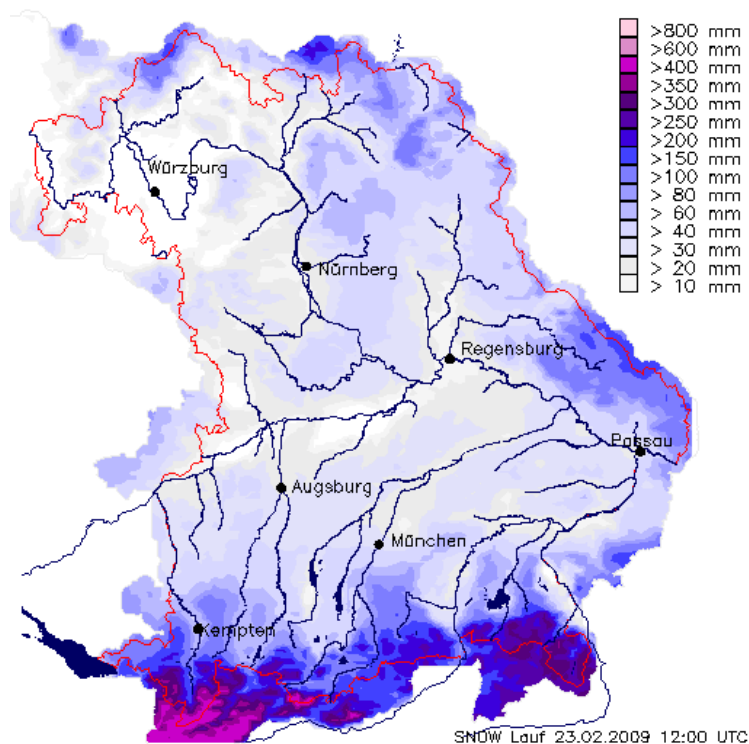 >800 mm
>600 mm
>400 mm
>350 mm
>300 mm
>250 mm
>200 mm
>150 mm
>100 mm
> 80 mm
> 60 mm
> 40 mm
> 30 mm
> 20 mm
> 10 mm
Würzburg
Nürnberg
Regensburg
Passau
Augsburg
München
Kempten
SNOW Lauf 23.02.2009 12:00 UTC